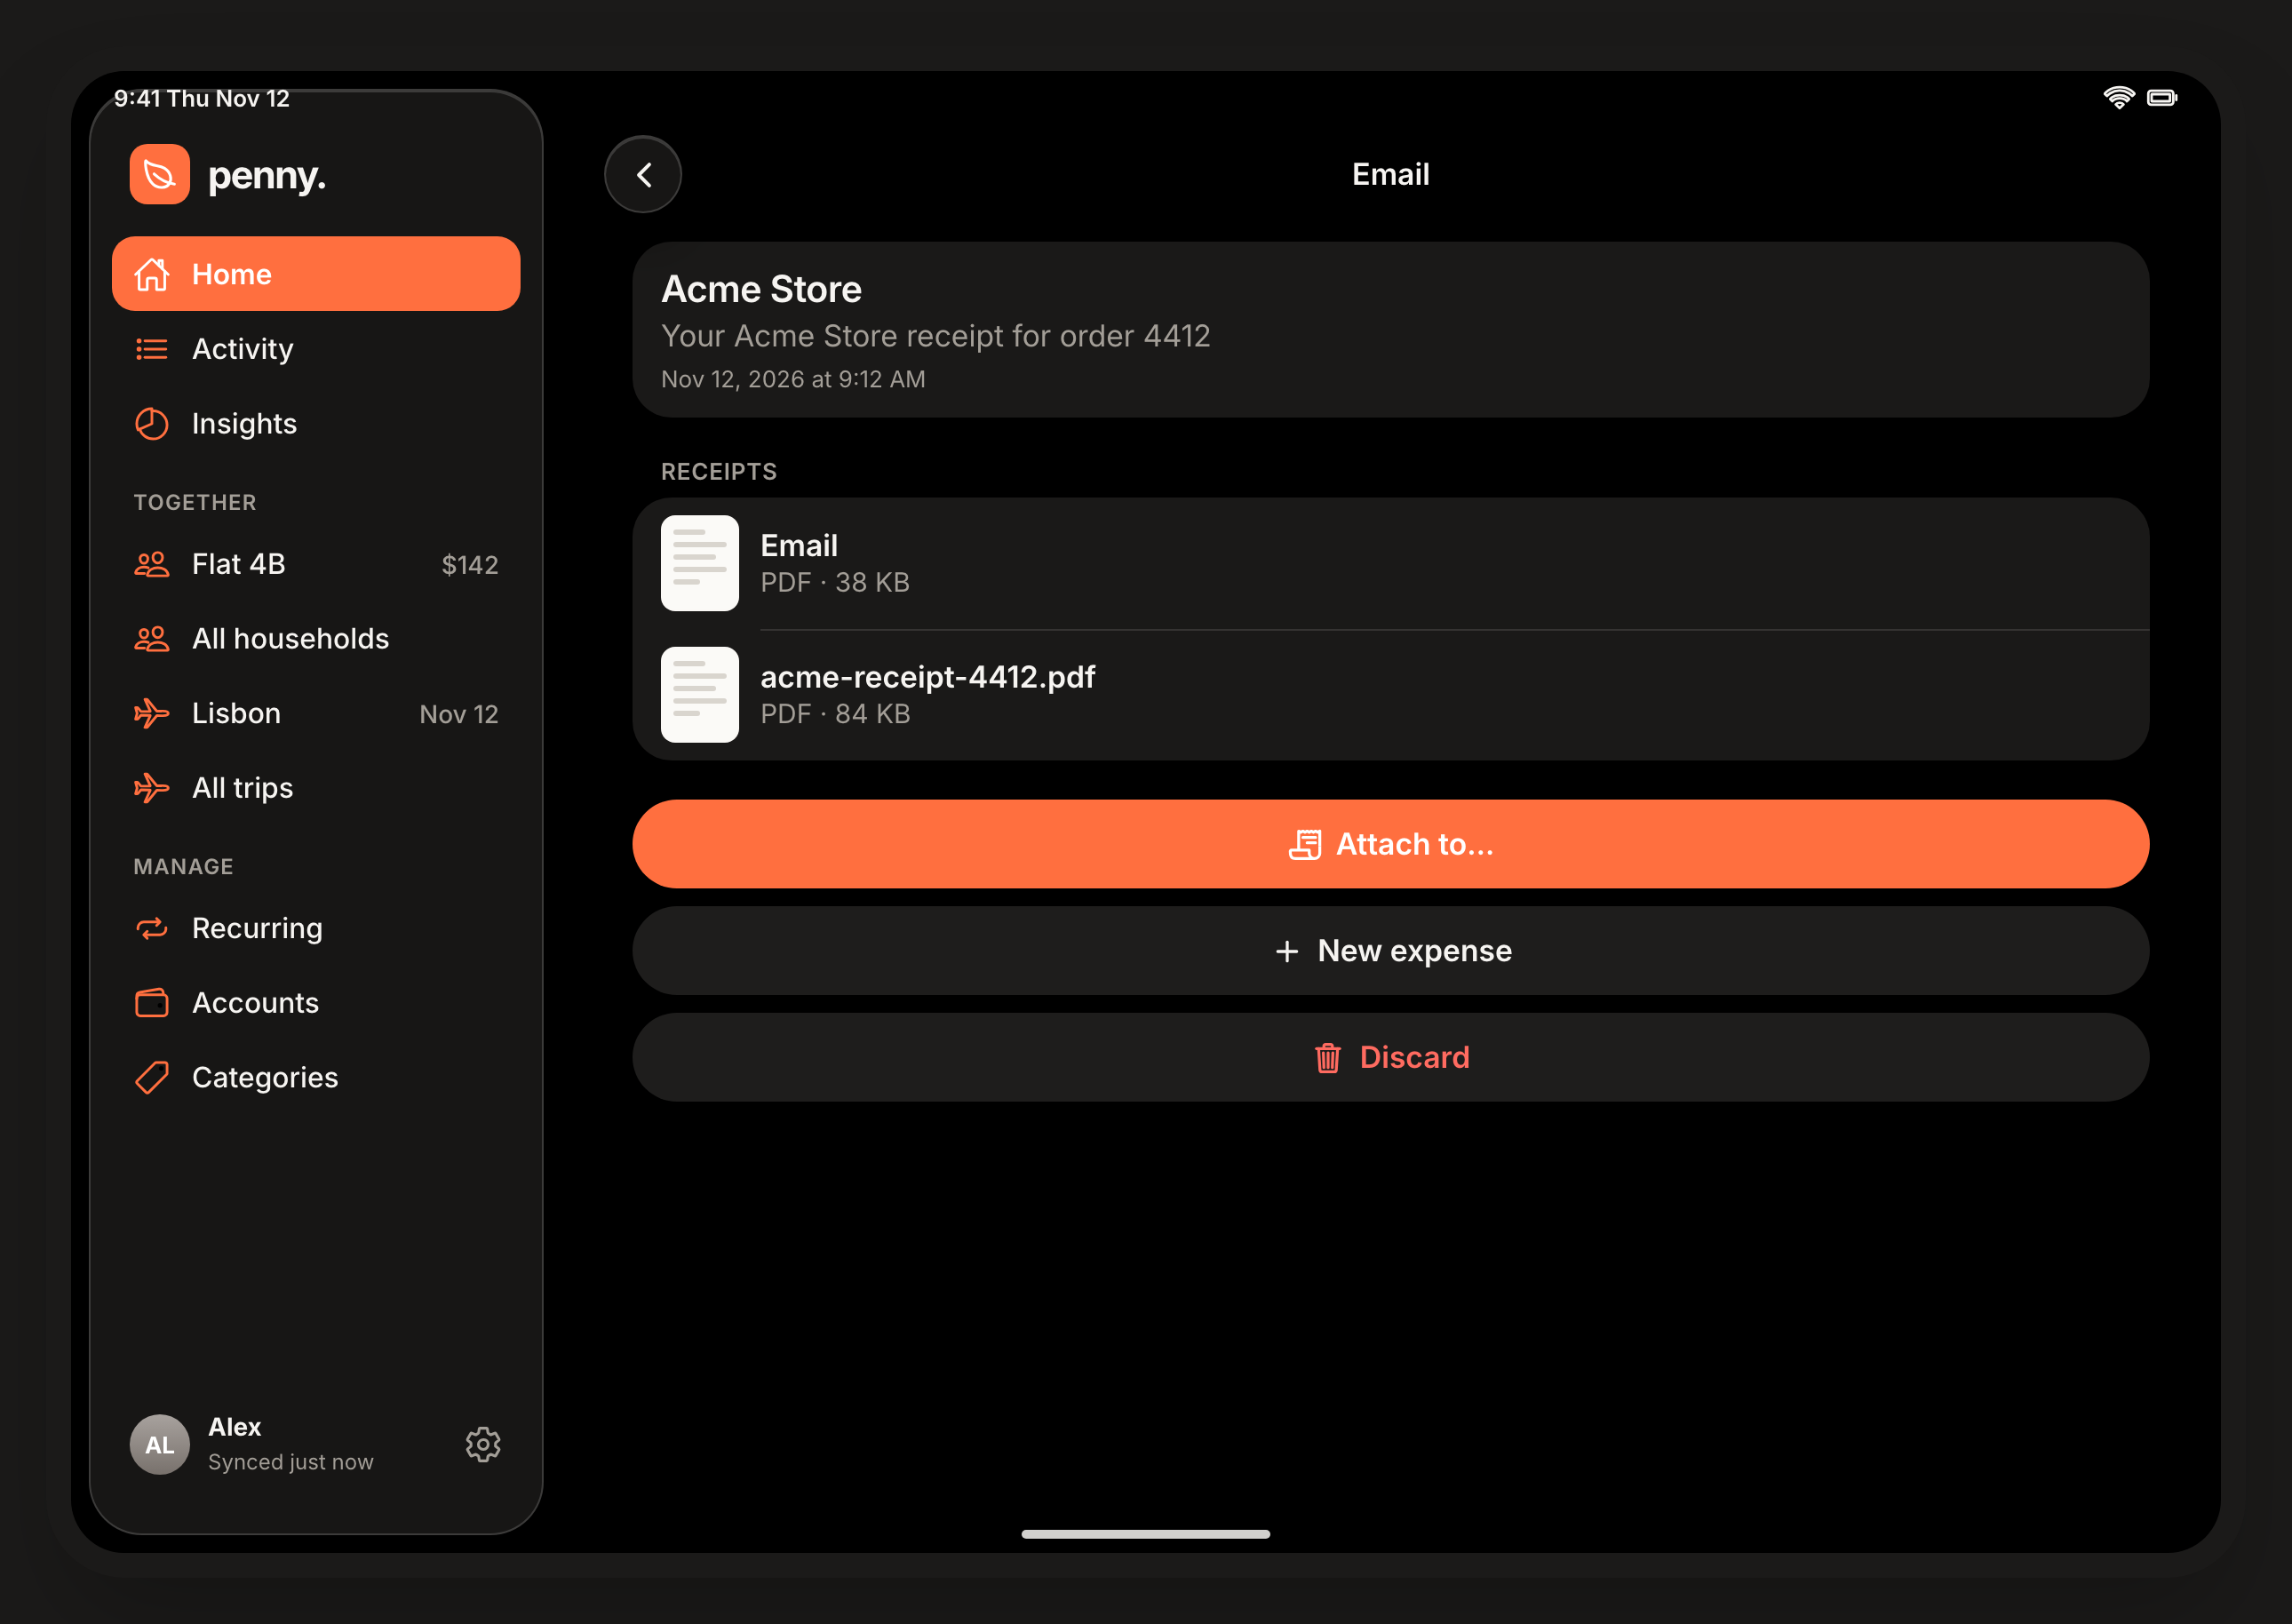 9:41 Thu Nov 12
penny.
Home
Activity
Insights
TOGETHER
Flat 4B $142
All households
Lisbon Nov 12
All trips
MANAGE
Recurring
Accounts
Categories
AL
Alex
Synced just now
Email
Acme Store
Your Acme Store receipt for order 4412
Nov 12, 2026 at 9:12 AM
RECEIPTS
Email
PDF · 38 KB
acme-receipt-4412.pdf
PDF · 84 KB
Attach to...
New expense
Discard